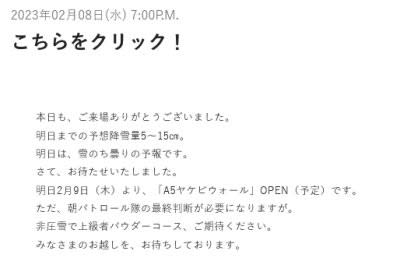 2023年02月08日(水) 7:00P.M.
こちらをクリック！
本日も、ご来場ありがとうございました。
明日までの予想降雪量5～15㎝。
明日は、雪のち曇りの予報です。
さて、お待たせいたしました。
明日2月9日（木）より、「A5ヤケビウォール」OPEN（予定）です。
ただ、朝パトロール隊の最終判断が必要になりますが。
非圧雪で上級者パウダーコース、ご期待ください。
みなさまのお越しを、お待ちしております。